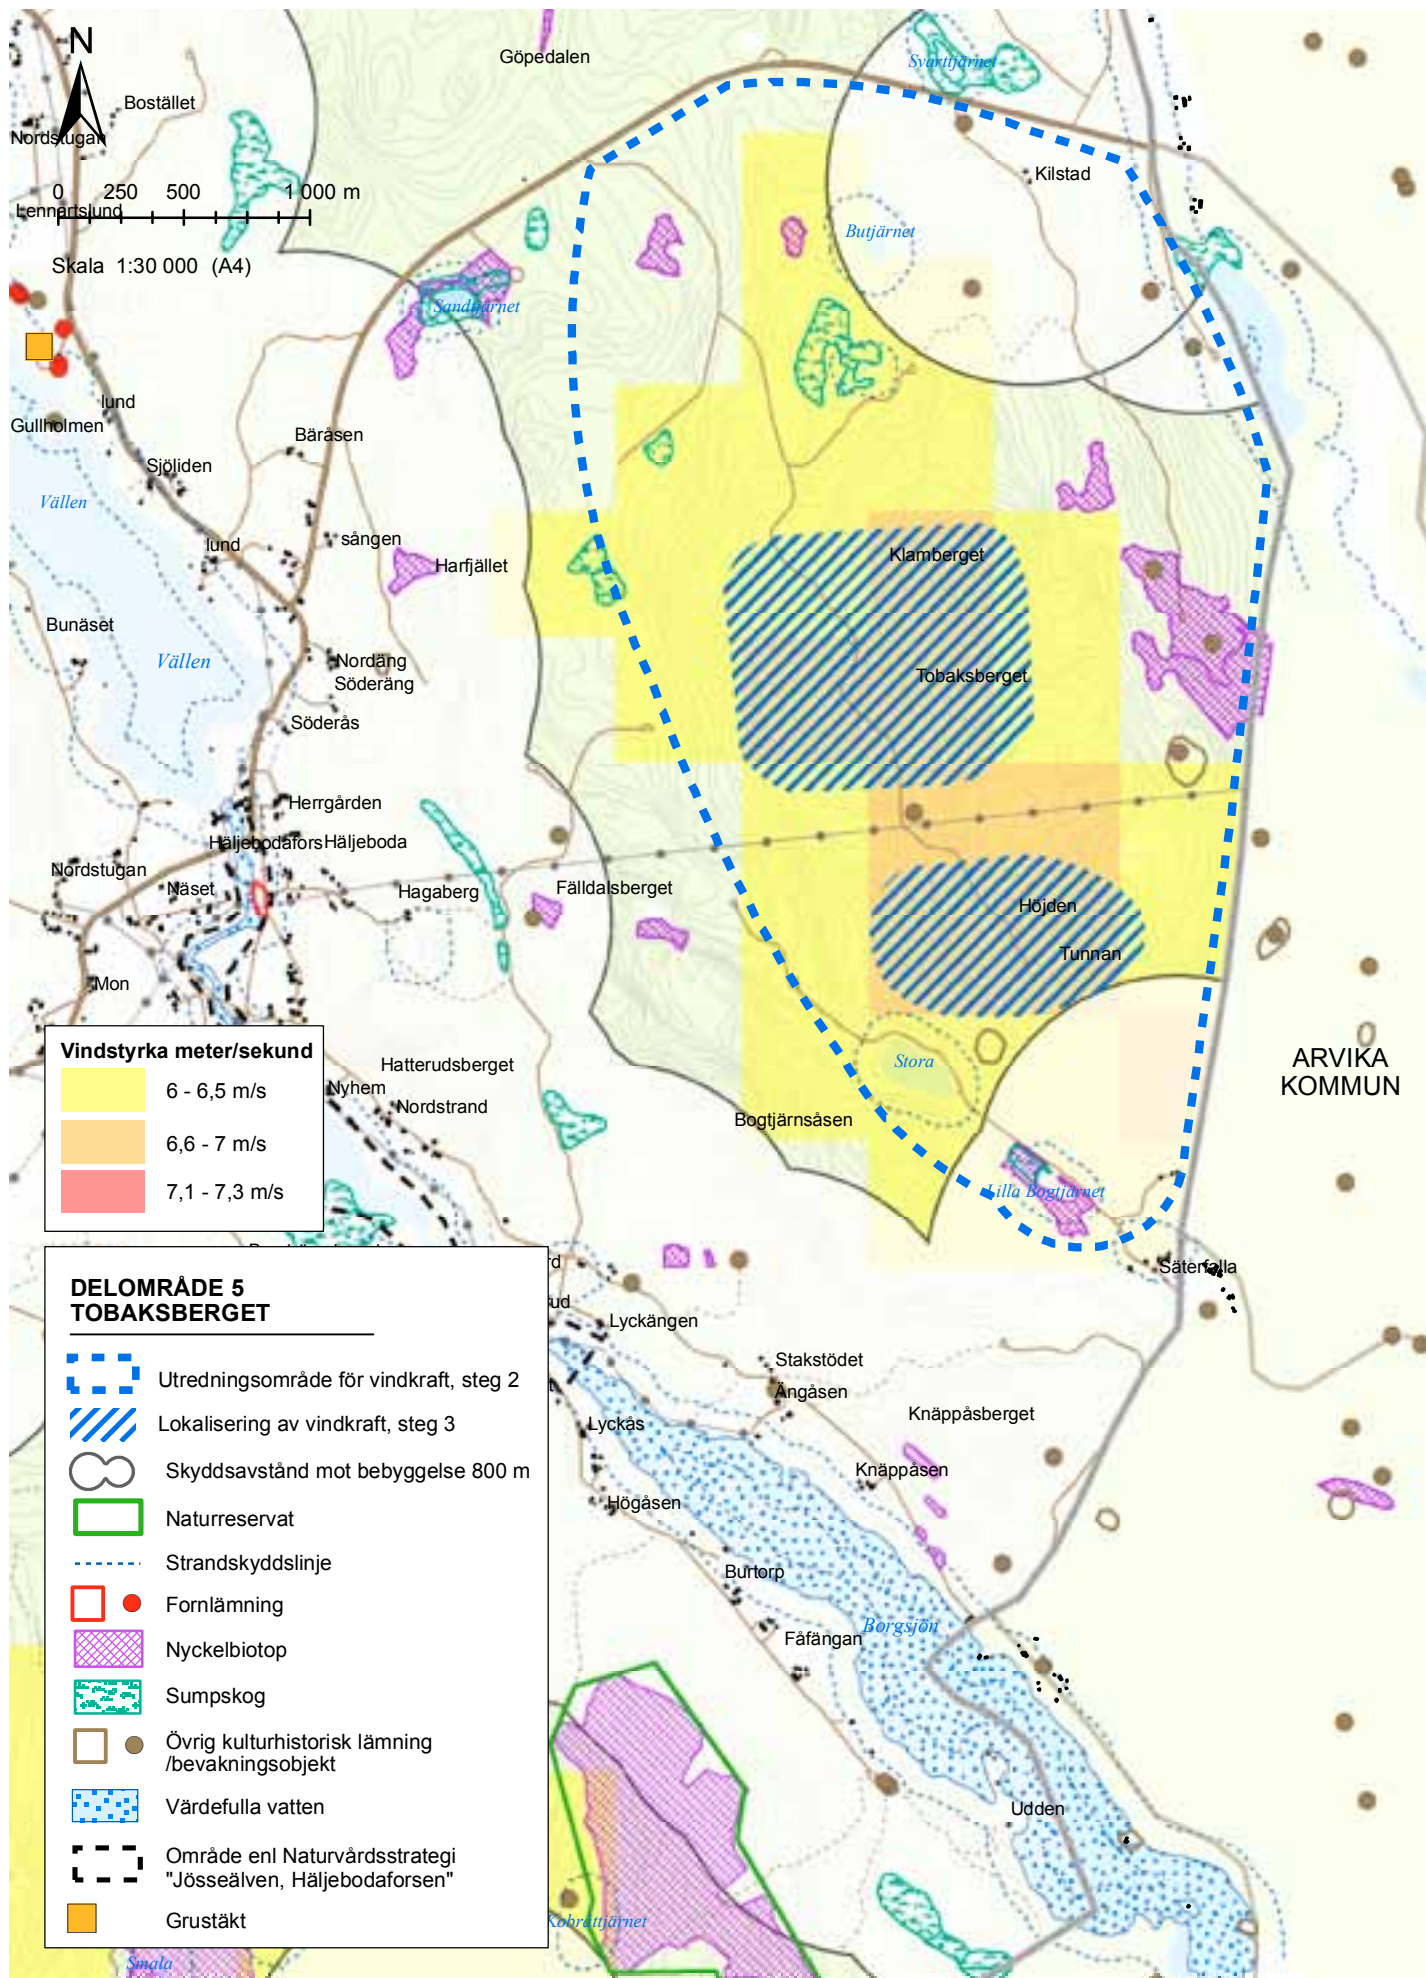 N
Göpedalen
Svarttjärnet
Bostället
Nordstugan
Kilstad
0 250 500 1 000 m
Lennartslund
Butjärnet
Skala 1:30 000 (A4)
Sandtjärnet
lund
Gullholmen
Bäråsen
Sjöliden
Vällen
lund
sången
Harfjället
Klamberget
Bunäset
Vällen
Nordäng
Söderäng
Tobaksberget
Söderås
Herrgården
Häljebodafors
Häljeboda
Nordstugan
Näset
Hagaberg
Fälldalsberget
Höjden
Tunnan
Mon
Vindstyrka meter/sekund
6 - 6,5 m/s
6,6 - 7 m/s
7,1 - 7,3 m/s
Hatterudsberget
Nyhem
Nordstrand
Stora
ARVIKA
KOMMUN
Bogtjärnsåsen
Lilla Bogtjärnet
Säterfalla
rd
ud
DELOMRÅDE 5
TOBAKSBERGET
Utredningsområde för vindkraft, steg 2
Lokalisering av vindkraft, steg 3
Skyddsavstånd mot bebyggelse 800 m
Naturreservat
Strandskyddslinje
Fornlämning
Nyckelbiotop
Sumpskog
Övrig kulturhistorisk lämning
/bevakningsobjekt
Värdefulla vatten
Område enl Naturvårdsstrategi
"Jösseälven, Häljebodaforsen"
Grustäkt
Lyckängen
Stakstödet
Ängåsen
t
Lyckås
Knäppåsberget
Knäppåsen
Högåsen
Burtorp
Borgsjön
Fåfängan
Udden
Kobråttjärnet
Smala